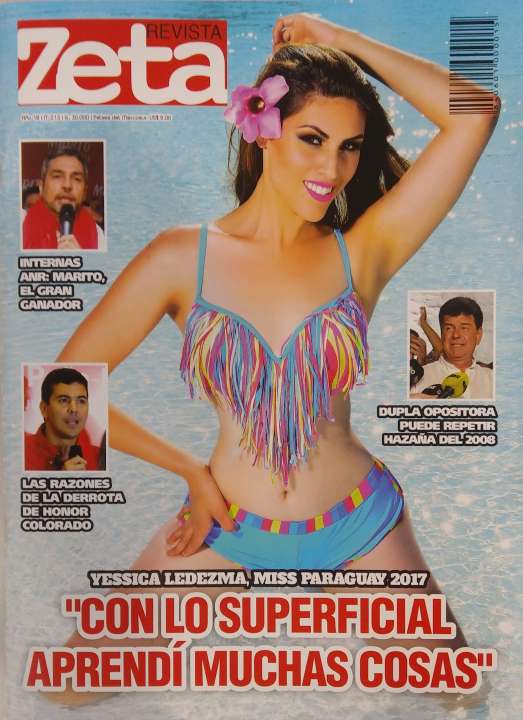 REVISTA
Zeta
INTERNAS
ANR: MARITO,
EL GRAN
GANADOR
DUPLA OPOSITORA
PUEDE REPETIR
HAZAÑA DEL 2008
LAS RAZONES
DE LA DERROTA
DE HONOR
COLORADO
YESSICA LEDEZMA, MISS PARAGUAY 2017
"CON LO SUPERFICIAL
APRENDÍ MUCHAS COSAS"